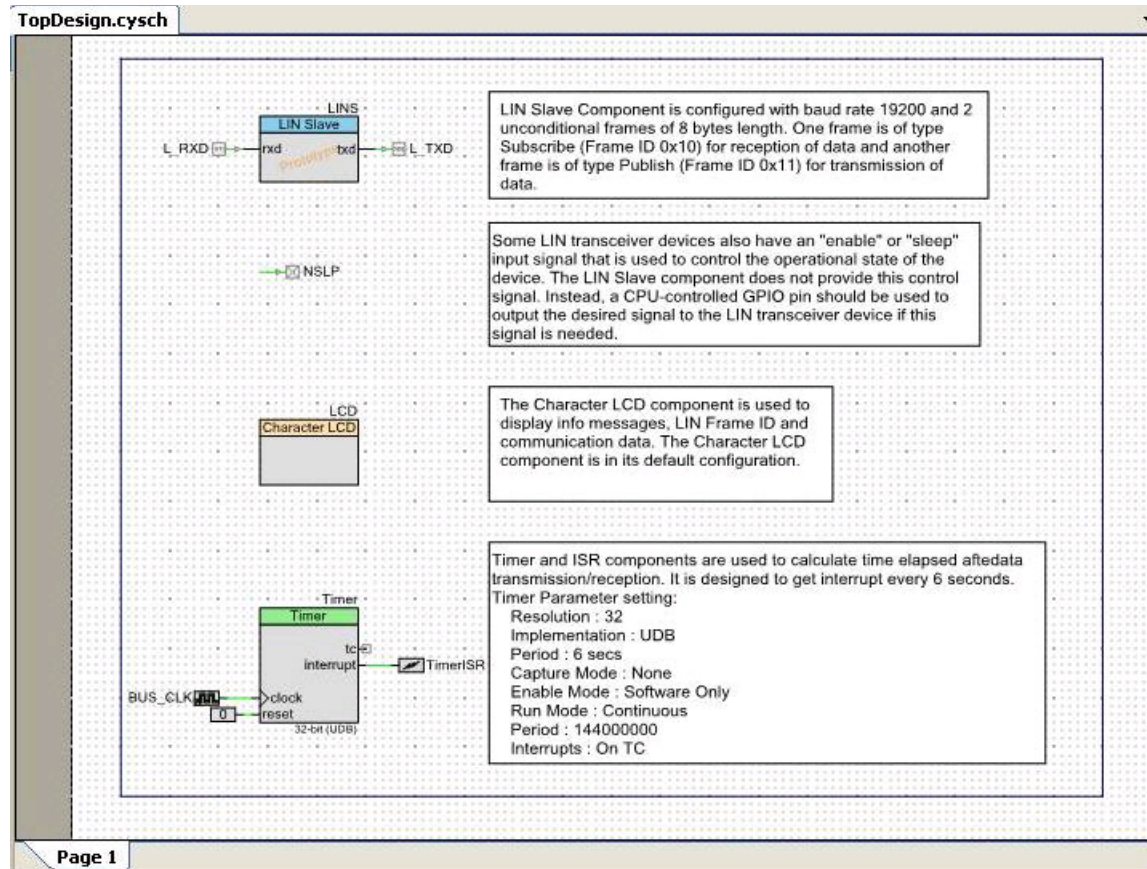 TopDesign.cysch
LINS
LIN Slave
L_RXD
rxd
txd
L_TXD
Prototype
LIN Slave Component is configured with baud rate 19200 and 2
unconditional frames of 8 bytes length. One frame is of type
Subscribe (Frame ID 0x10) for reception of data and another
frame is of type Publish (Frame ID 0x11) for transmission of
data.
NSLP
Some LIN transceiver devices also have an "enable" or "sleep"
input signal that is used to control the operational state of the
device. The LIN Slave component does not provide this control
signal. Instead, a CPU-controlled GPIO pin should be used to
output the desired signal to the LIN transceiver device if this
signal is needed.
LCD
Character LCD
The Character LCD component is used to
display info messages, LIN Frame ID and
communication data. The Character LCD
component is in its default configuration.
Timer
Timer
tc
interrupt
TimerISR
BUS_CLK
clock
0
reset
32-bit (UDB)
Timer and ISR components are used to calculate time elapsed aftedata
transmission/reception. It is designed to get interrupt every 6 seconds.
Timer Parameter setting:
Resolution : 32
Implementation : UDB
Period : 6 secs
Capture Mode : None
Enable Mode : Software Only
Run Mode : Continuous
Period : 144000000
Interrupts : On TC
Page 1